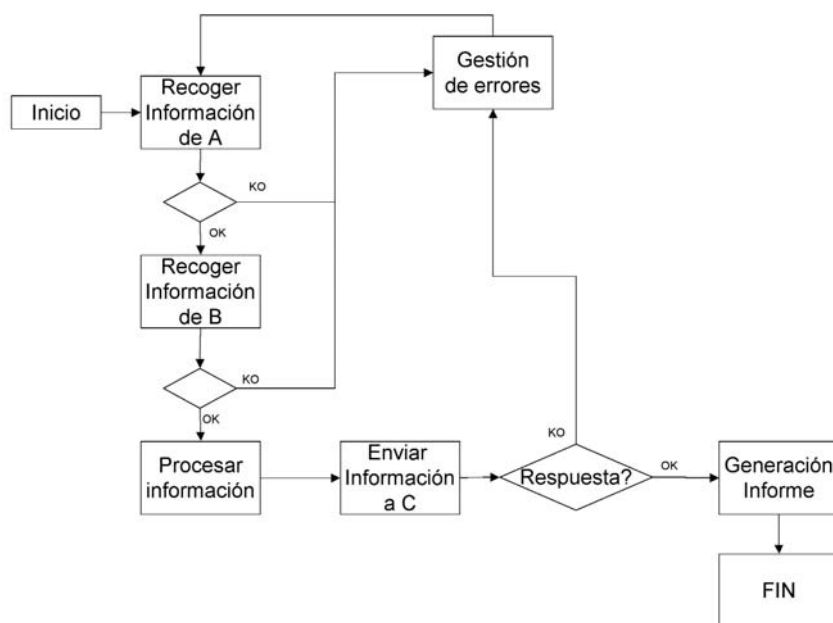 Gestión
de errores
Inicio
Recoger
Información
de A
KO
OK
Recoger
Información
de B
KO
OK
Procesar
información
Enviar
Información
a C
KO
Respuesta?
OK
Generación
Informe
FIN